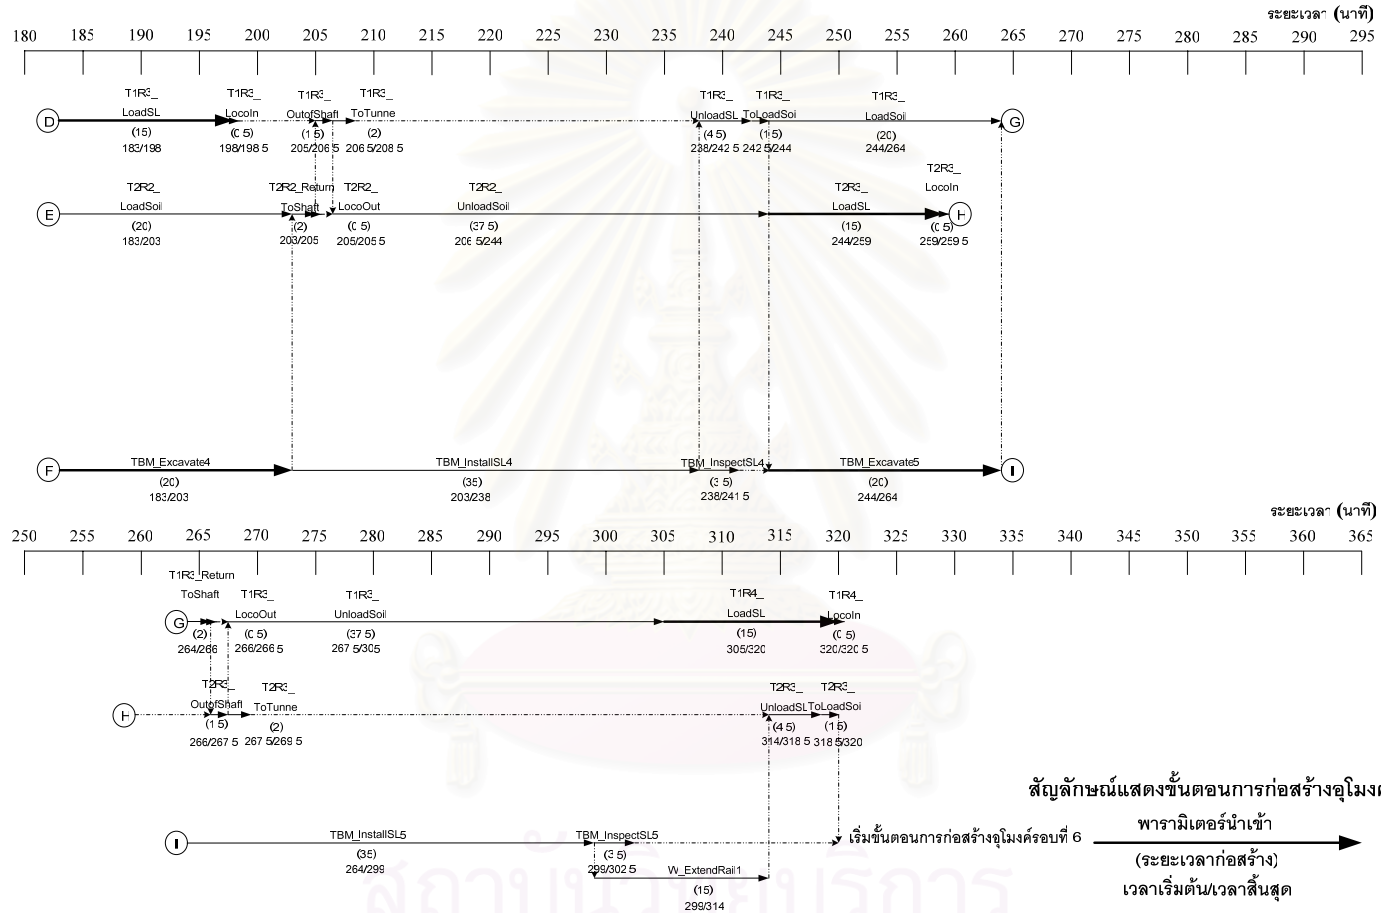 ระยะเวลา (นาที)
180 185 190 195 200 205 210 215 220 225 230 235 240 245 250 255 260 265 270 275 280 285 290 295
T1R3_ T1R3_ T1R3_ T1R3_ T1R3_ T1R3_ T1R3_
D LoadSL LocoIn OutofShaft ToTunne UnloadSL ToLoadSoi LoadSoil G
(15) (0 5) (1 5) (2) (4 5) (1 5) (20)
183/198 198/198 5 205/206 5 206 5/208 5 238/242 5 242 5/244 244/264
T2R3_
T2R2_ T2R2_Return T2R2_ T2R2_ T2R3_ LocoIn
E LoadSoil ToShaft LocoOut UnloadSoil LoadSL H
(20) (2) (0 5) (37 5) (15) (0 5)
183/203 203/205 205/205 5 206 5/244 244/259 259/259 5
F TBM_Excavate4 TBM_InstallSL4 TBM_InspectSL4 TBM_Excavate5 I
(20) (35) (3 5) (20)
183/203 203/238 238/241 5 244/264
ระยะเวลา (นาที)
250 255 260 265 270 275 280 285 290 295 300 305 310 315 320 325 330 335 340 345 350 355 360 365
T1R3_Return T1R3_ T1R3_ T1R4_ T1R4_
ToShaft LocoOut UnloadSoil LoadSL LocoIn
G (2) (0 5) (37 5) (15) (0 5)
264/266 266/266 5 267 5/305 305/320 320/320 5
T2R3_ T2R3_ T2R3_ T2R3_
H OutofShaft ToTunne UnloadSL ToLoadSoi
(1 5) (2) (4 5) (1 5)
266/267 5 267 5/269 5 314/318 5 318 5/320
I TBM_InstallSL5 TBM_InspectSL5 เริ่มขั้นตอนการก่อสร้างอุโมงค์รอบที่ 6
(35) (3 5)
264/299 299/302 5 W_ExtendRail1
(15)
299/314
สัญลักษณ์แสดงขั้นตอนการก่อสร้างอุโมงค
พารามิเตอร์นำเข้า
(ระยะเวลาก่อสร้าง)
เวลาเริ่มต้น/เวลาสิ้นสุด
สถาบันวิทยบริการ